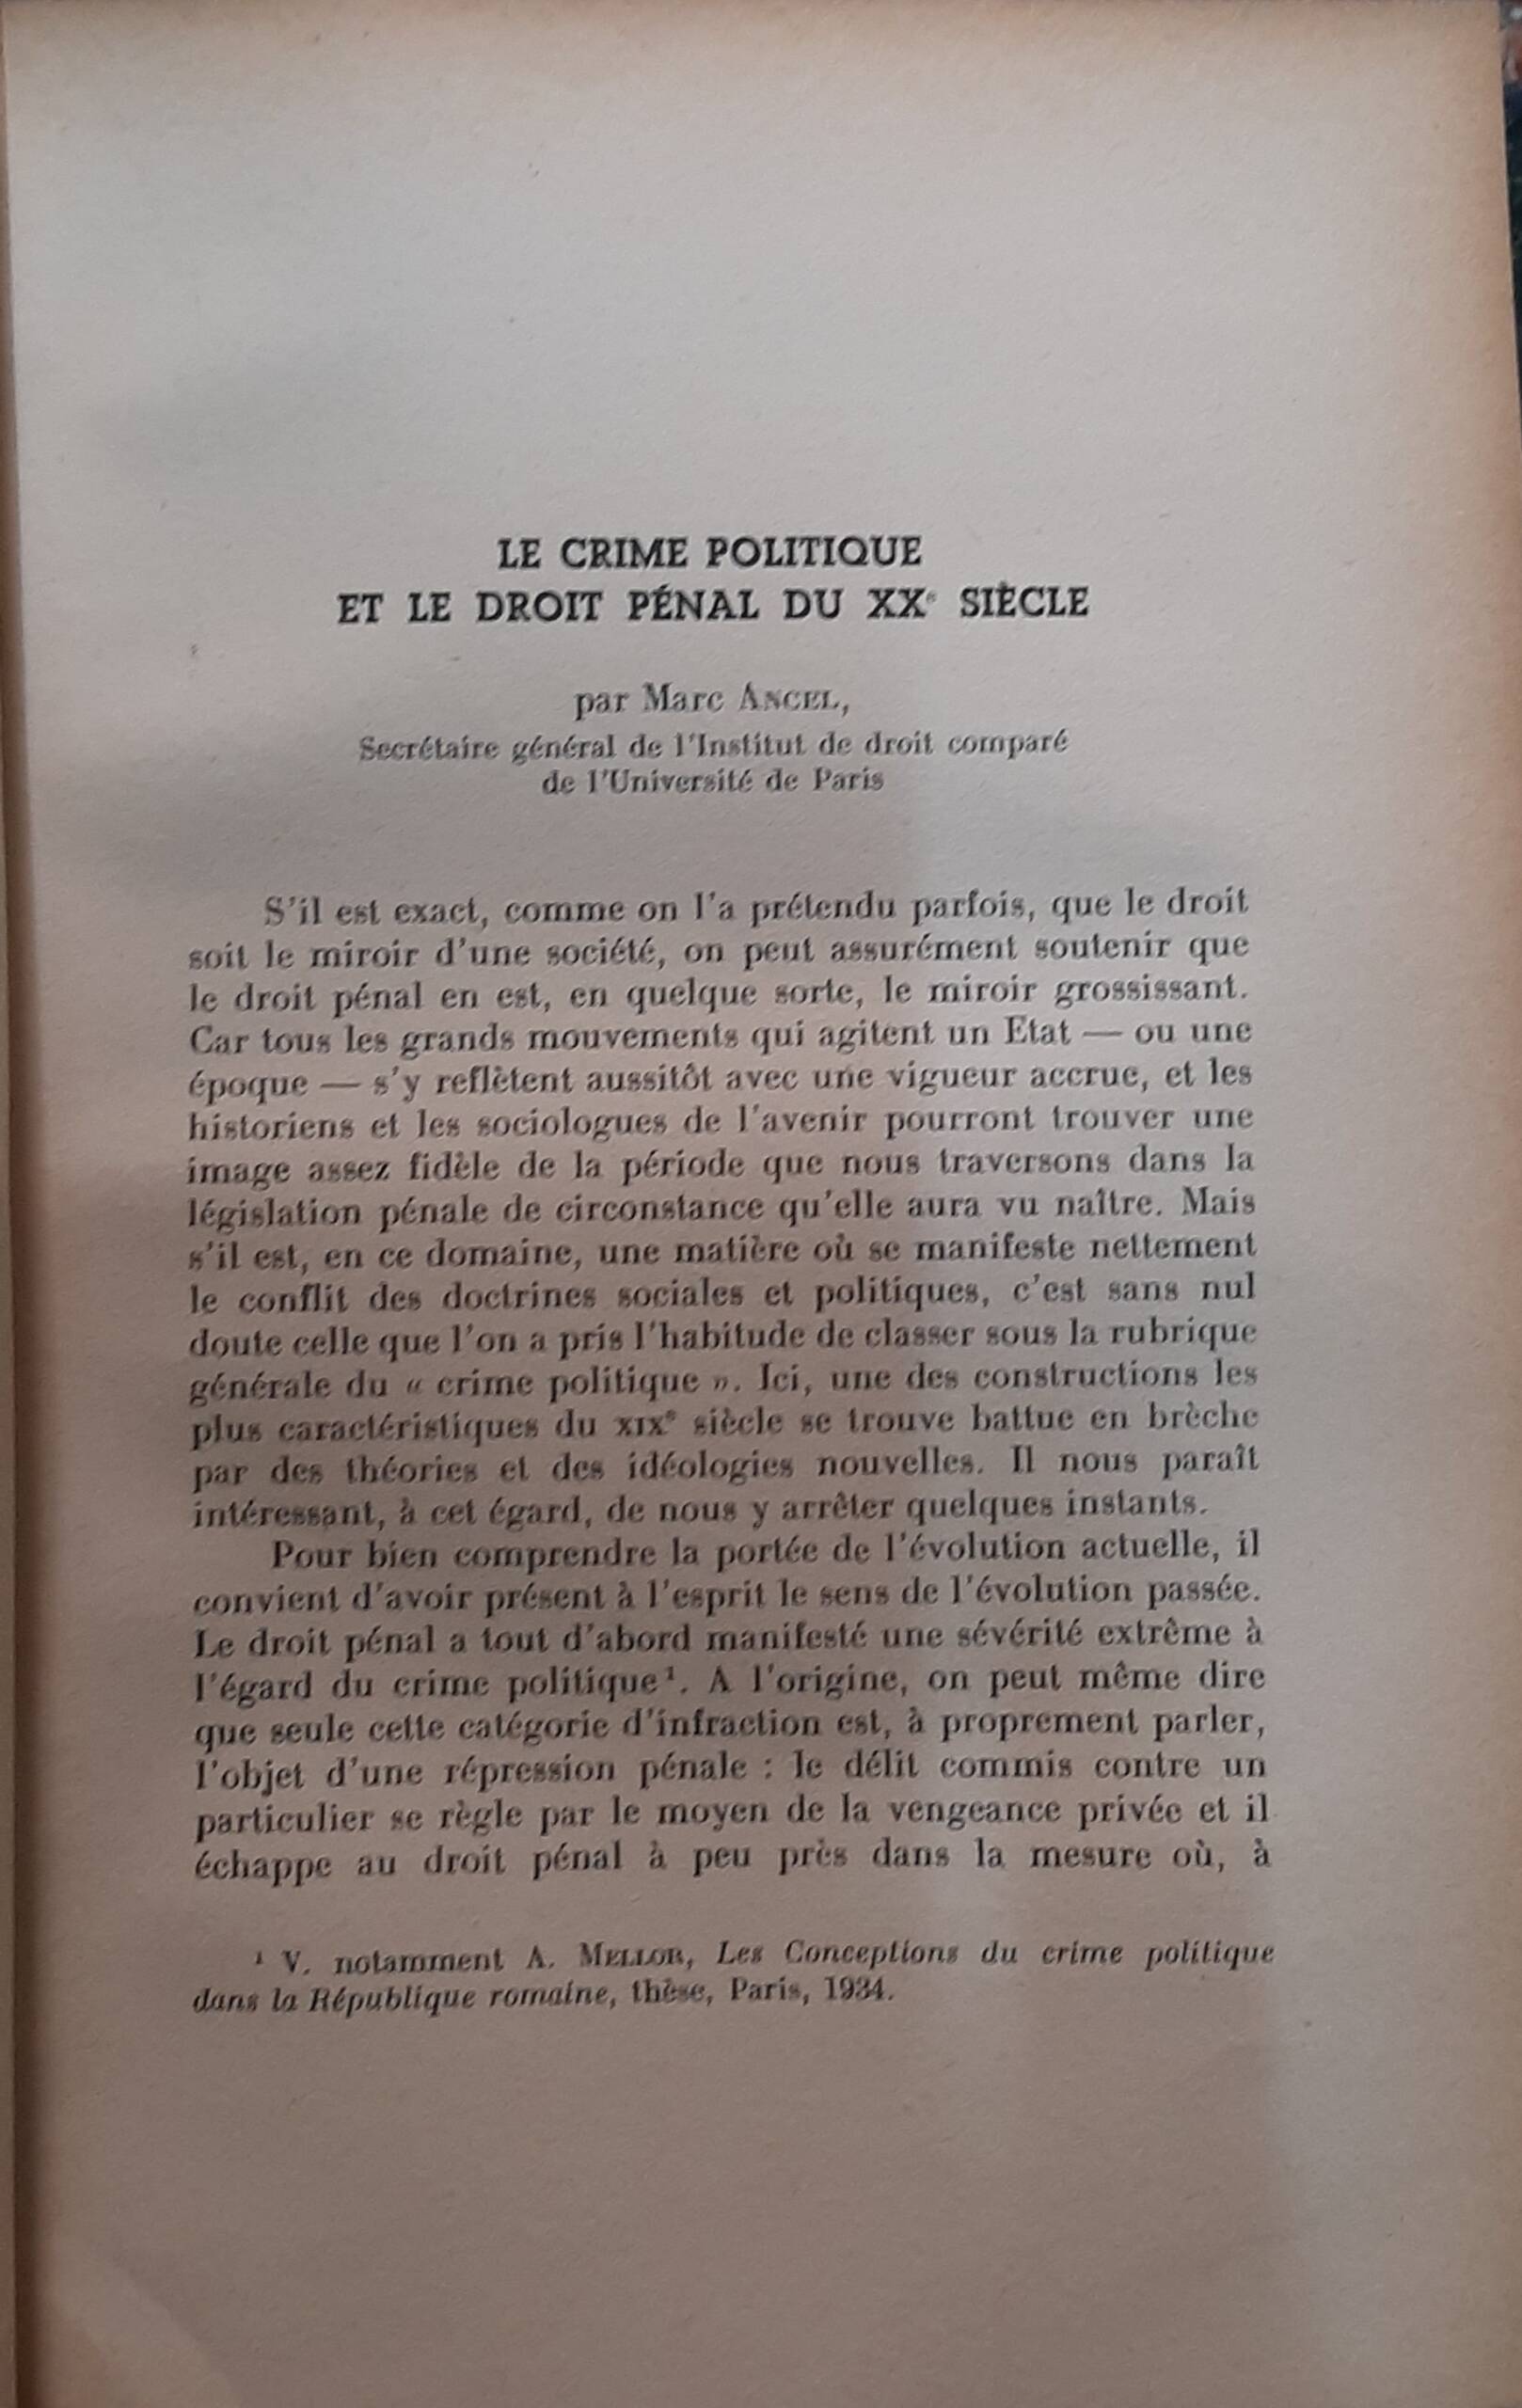 LE CRIME POLITIQUE
ET LE DROIT PÉNAL DU XXe SIÈCLE
par Marc ANCEL,
Secrétaire général de l'Institut de droit comparé
de l'Université de Paris
S'il est exact, comme on l'a prétendu parfois, que le droit
soit le miroir d'une société, on peut assurément soutenir que
le droit pénal en est, en quelque sorte, le miroir grossissant.
Car tous les grands mouvements qui agitent un Etat — ou une
époque — s'y reflètent aussitôt avec une vigueur accrue, et les
historiens et les sociologues de l'avenir pourront trouver une
image assez fidèle de la période que nous traversons dans la
législation pénale de circonstance qu'elle aura vu naître. Mais
s'il est, en ce domaine, une matière où se manifeste nettement
le conflit des doctrines sociales et politiques, c'est sans nul
doute celle que l'on a pris l'habitude de classer sous la rubrique
générale du « crime politique ». Ici, une des constructions les
plus caractéristiques du XIXe siècle se trouve battue en brèche
par des théories et des idéologies nouvelles. Il nous paraît
intéressant, à cet égard, de nous y arrêter quelques instants.
Pour bien comprendre la portée de l'évolution actuelle, il
convient d'avoir présent à l'esprit le sens de l'évolution passée.
Le droit pénal a tout d'abord manifesté une sévérité extrême à
l'égard du crime politique¹. A l'origine, on peut même dire
que seule cette catégorie d'infraction est, à proprement parler,
l'objet d'une répression pénale : le délit commis contre un
particulier se règle par le moyen de la vengeance privée et il
échappe au droit pénal à peu près dans la mesure où, à
¹ V. notamment A. MELLOR, Les Conceptions du crime politique
dans la République romaine, thèse, Paris, 1934.